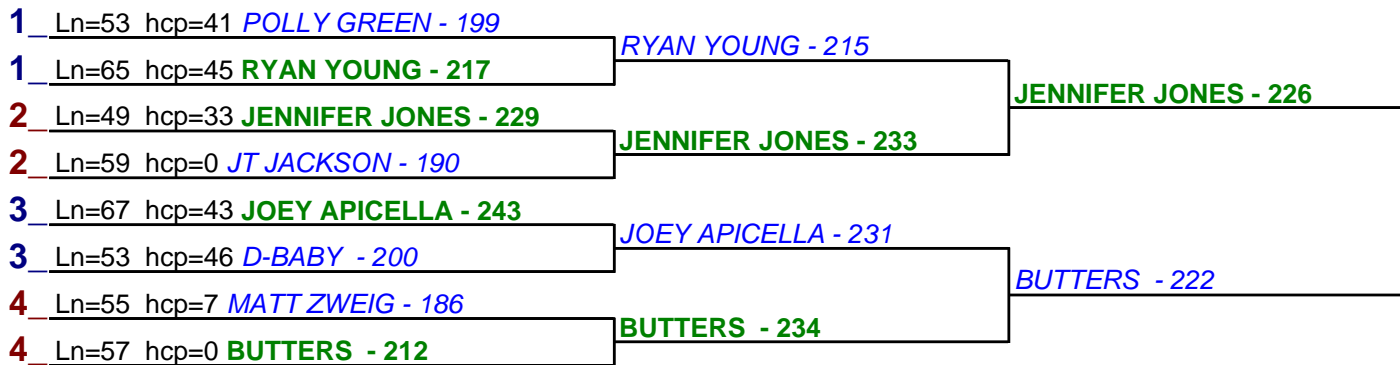 1_ Ln=53 hcp=41 POLLY GREEN - 199
RYAN YOUNG - 215
1_ Ln=65 hcp=45 RYAN YOUNG - 217
JENNIFER JONES - 226
2_ Ln=49 hcp=33 JENNIFER JONES - 229
JENNIFER JONES - 233
2_ Ln=59 hcp=0 JT JACKSON - 190
3_ Ln=67 hcp=43 JOEY APICELLA - 243
JOEY APICELLA - 231
3_ Ln=53 hcp=46 D-BABY - 200
BUTTERS - 222
4_ Ln=55 hcp=7 MATT ZWEIG - 186
BUTTERS - 234
4_ Ln=57 hcp=0 BUTTERS - 212